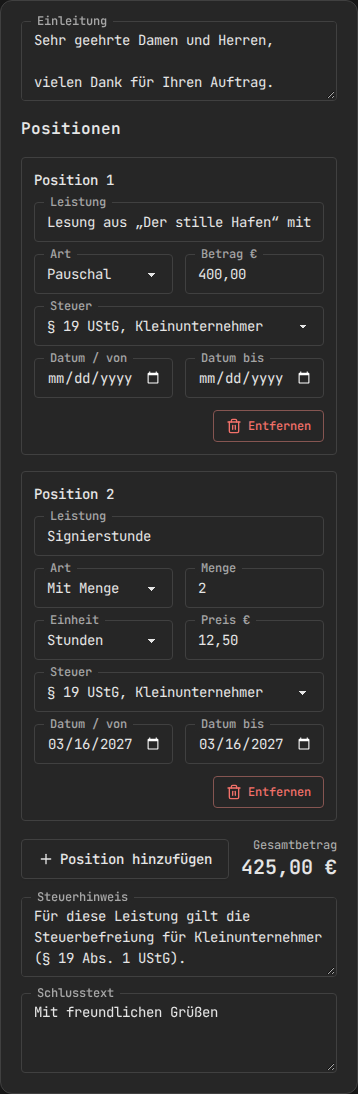 Einleitung
Sehr geehrte Damen und Herren,
vielen Dank für Ihren Auftrag.
Positionen
Position 1
Leistung
Lesung aus „Der stille Hafen“ mit
Art
Pauschal
Betrag €
400,00
Steuer
§ 19 UStG, Kleinunternehmer
Datum / von
mm/dd/yyyy
Datum bis
mm/dd/yyyy
Entfernen
Position 2
Leistung
Signierstunde
Art
Mit Menge
Menge
2
Einheit
Stunden
Preis €
12,50
Steuer
§ 19 UStG, Kleinunternehmer
Datum / von
03/16/2027
Datum bis
03/16/2027
Entfernen
+ Position hinzufügen
Gesamtbetrag
425,00 €
Steuerhinweis
Für diese Leistung gilt die
Steuerbefreiung für Kleinunternehmer
(§ 19 Abs. 1 UStG).
Schlusstext
Mit freundlichen Grüßen